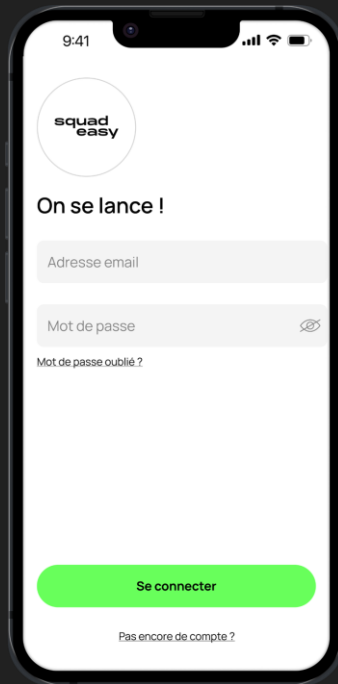 9:41
squad
easy
On se lance !
Adresse email
Mot de passe
Mot de passe oublié ?
Se connecter
Pas encore de compte ?